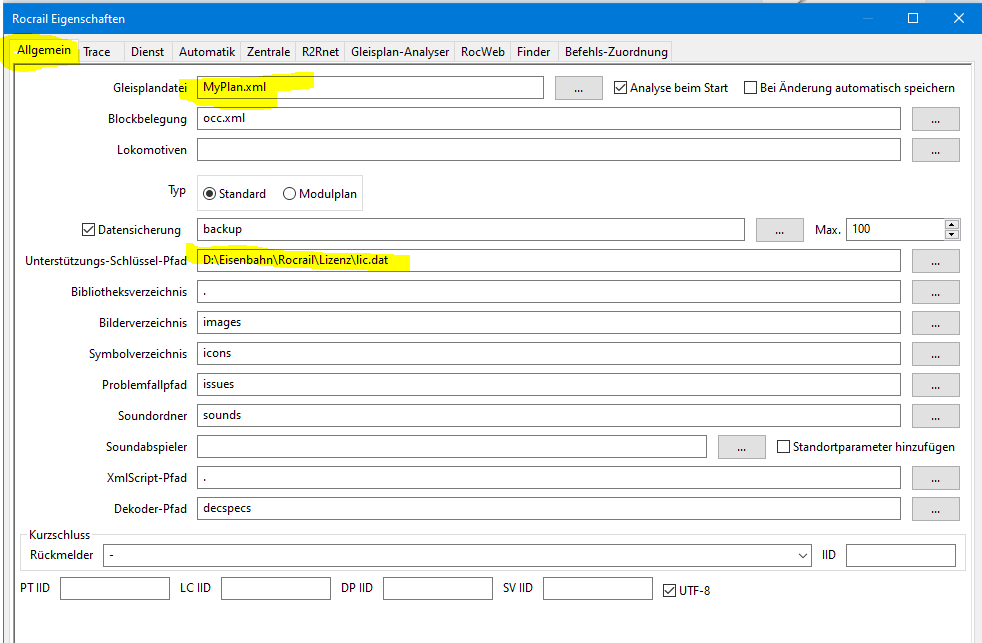 Rocrail Eigenschaften
Allgemein Trace Dienst Automatik Zentrale R2Rnet Gleisplan-Analyser RocWeb Finder Befehls-Zuordnung
Gleisplandatei MyPlan.xml ... Analyse beim Start Bei Änderung automatisch speichern
Blockbelegung occ.xml ...
Lokomotiven ...
Typ Standard Modulplan
Datensicherung backup ... Max. 100
Unterstützungs-Schlüssel-Pfad D:\Eisenbahn\Rocrail\Lizenz\lic.dat ...
Bibliotheksverzeichnis . ...
Bilderverzeichnis images ...
Symbolverzeichnis icons ...
Problemfallpfad issues ...
Soundordner sounds ...
Soundabspieler ... Standortparameter hinzufügen
XmlScript-Pfad . ...
Dekoder-Pfad decspecs ...
Kurzschluss
Rückmelder - IID
PT IID LC IID DP IID SV IID UTF-8